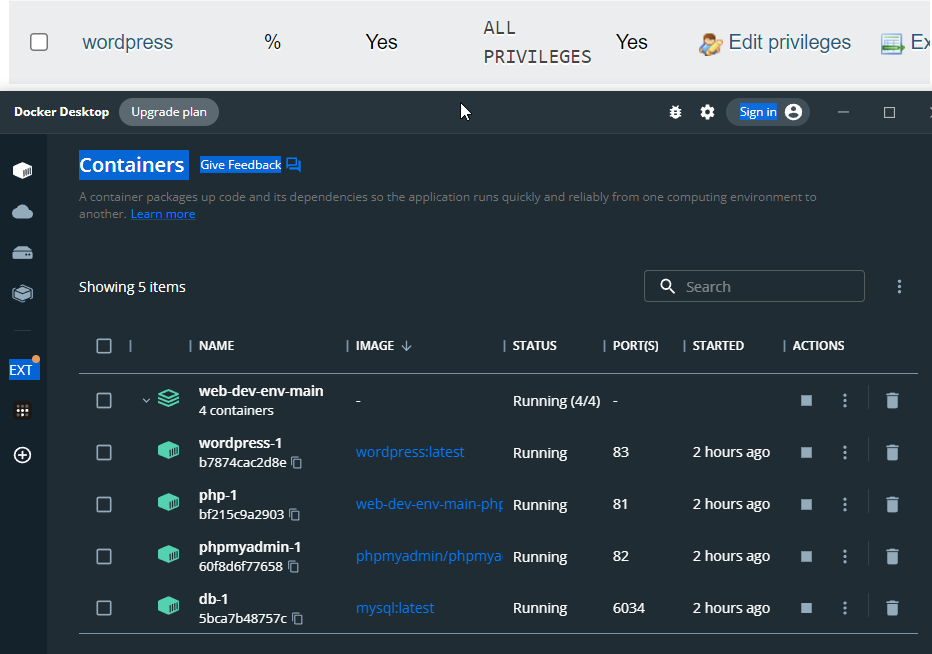 wordpress % Yes ALL PRIVILEGES Yes Edit privileges
Docker Desktop Upgrade plan Sign in
Containers Give Feedback
A container packages up code and its dependencies so the application runs quickly and reliably from one computing environment to
another. Learn more
Showing 5 items Search
EXT
NAME IMAGE STATUS PORT(S) STARTED ACTIONS
web-dev-env-main
4 containers
- Running (4/4) -
wordpress-1
b7874cac2d8e
wordpress:latest Running 83 2 hours ago
php-1
bf215c9a2903
web-dev-env-main-php Running 81 2 hours ago
phpmyadmin-1
60f8d6f77658
phpmyadmin/phpmya Running 82 2 hours ago
db-1
5bca7b48757c
mysql:latest Running 6034 2 hours ago